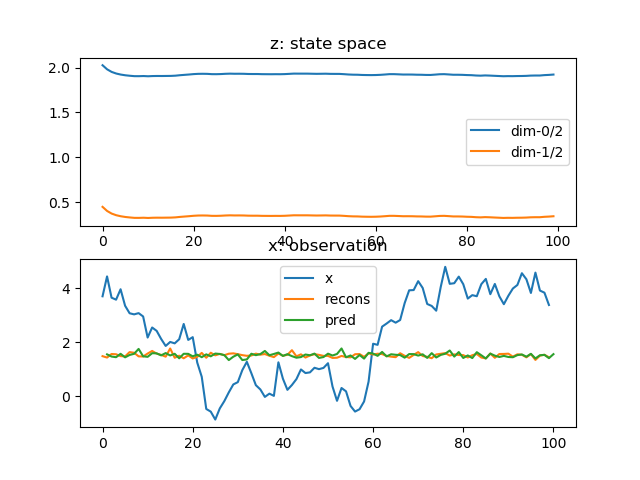 z: state space
2.0
1.5
1.0
0.5
dim-0/2
dim-1/2
0 20 40 60 80 100
x: observation
4
2
0
x
recons
pred
0 20 40 60 80 100